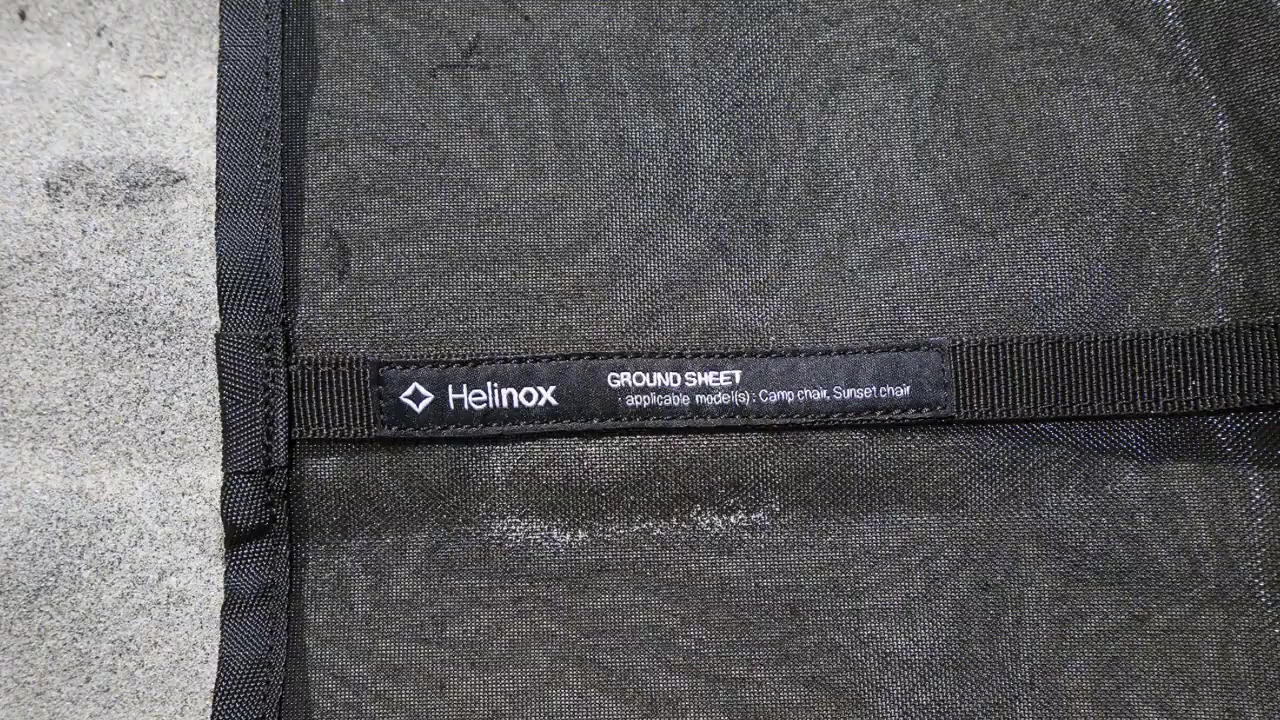 Helinox
GROUND SHEET
: applicable model(s) : Camp chair, Sunset chair